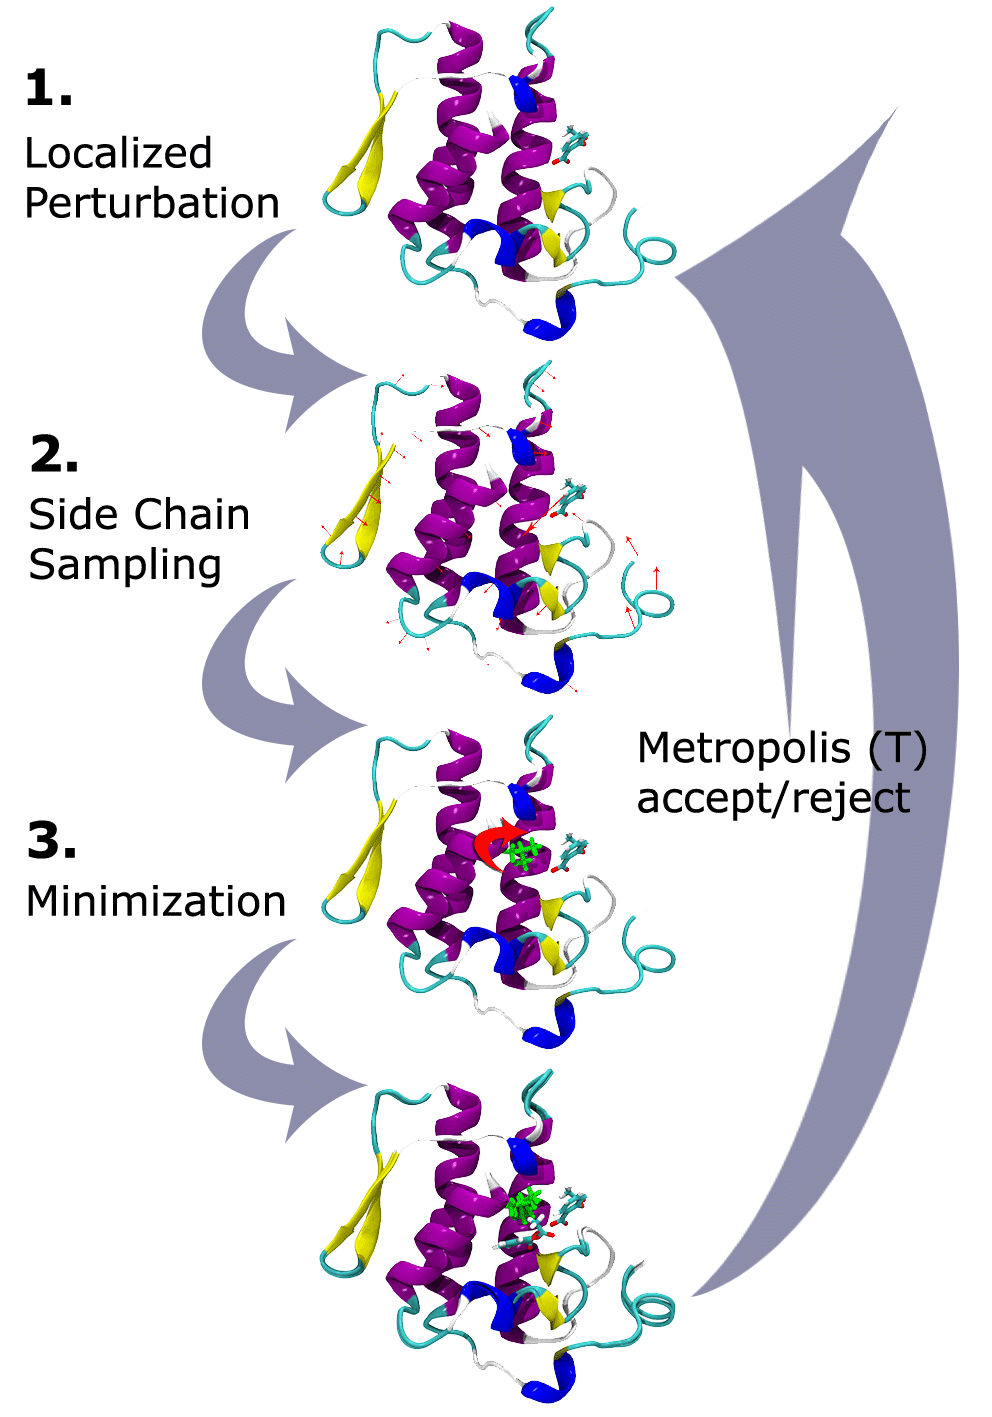 1.
Localized
Perturbation
2.
Side Chain
Sampling
Metropolis (T)
accept/reject
3.
Minimization